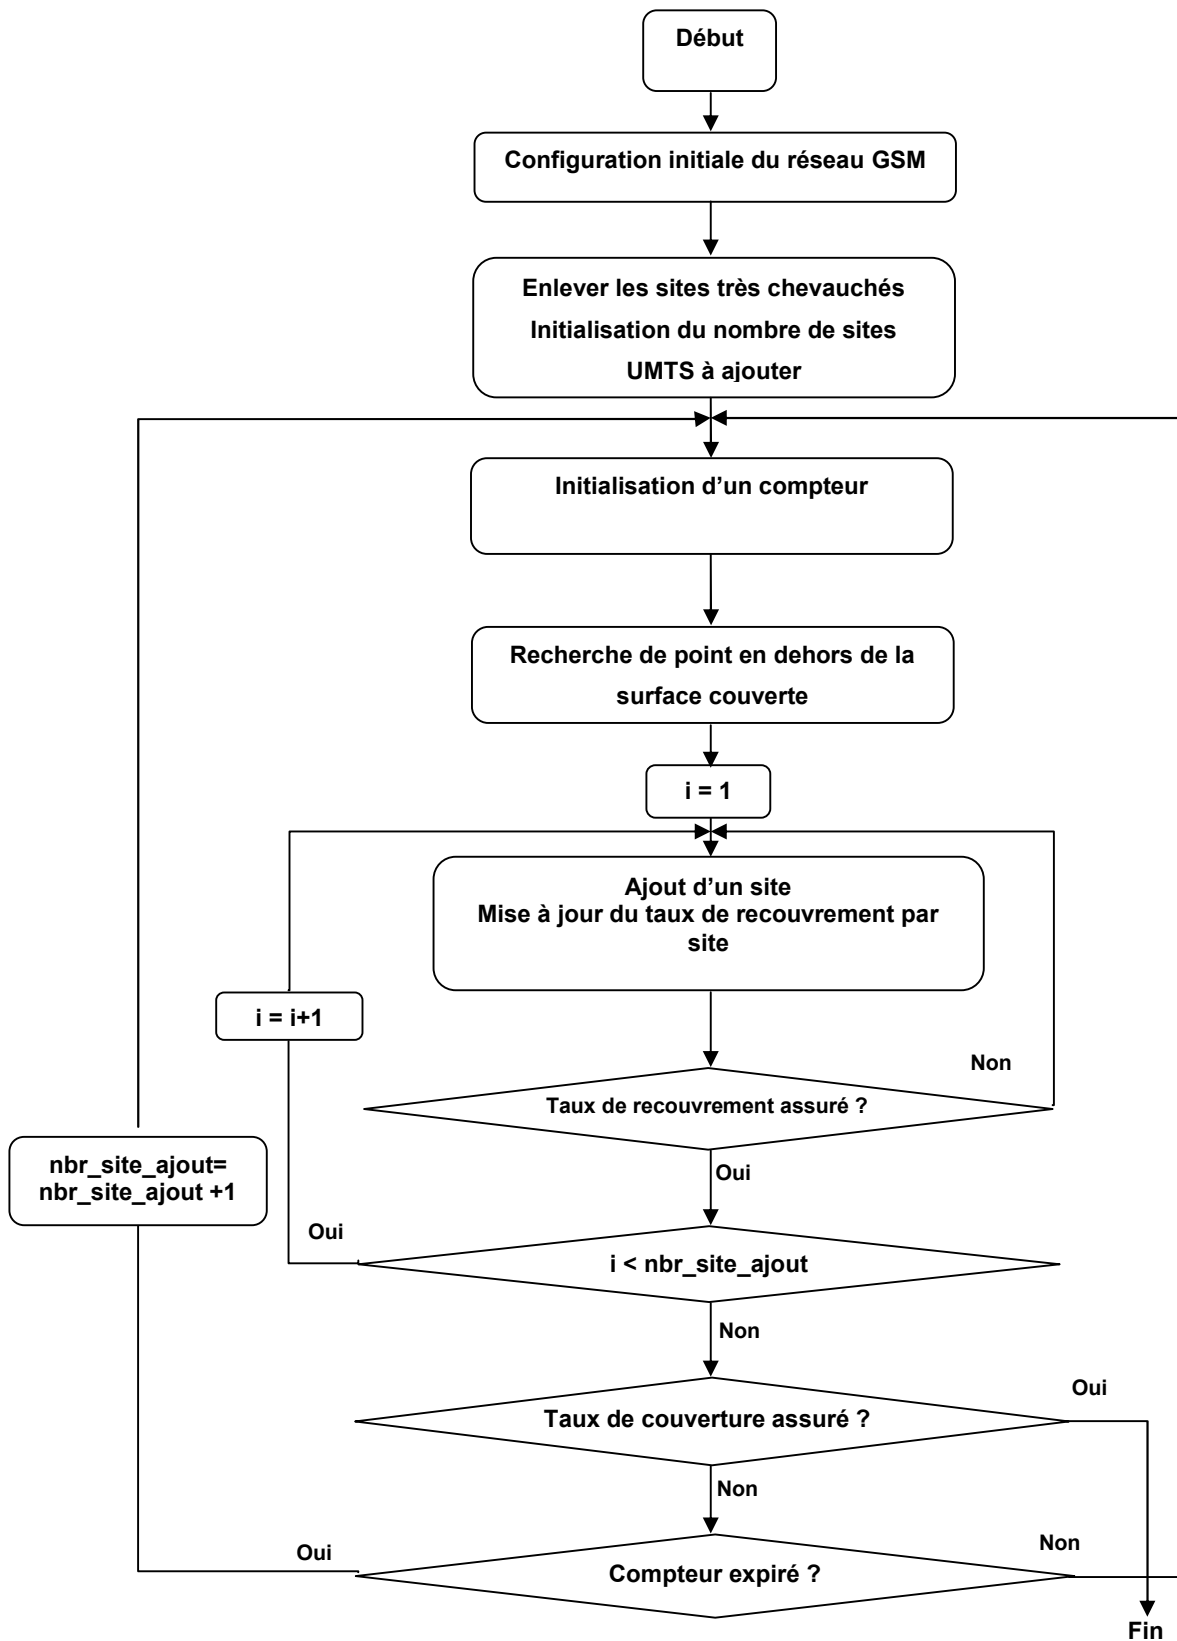 Début
Configuration initiale du réseau GSM
Enlever les sites très chevauchés
Initialisation du nombre de sites
UMTS à ajouter
Initialisation d’un compteur
Recherche de point en dehors de la
surface couverte
i = 1
Ajout d’un site
Mise à jour du taux de recouvrement par
site
i = i+1
Non
Taux de recouvrement assuré ?
nbr_site_ajout=
nbr_site_ajout +1
Oui
Oui
i < nbr_site_ajout
Non
Oui
Taux de couverture assuré ?
Non
Oui
Non
Compteur expiré ?
Fin